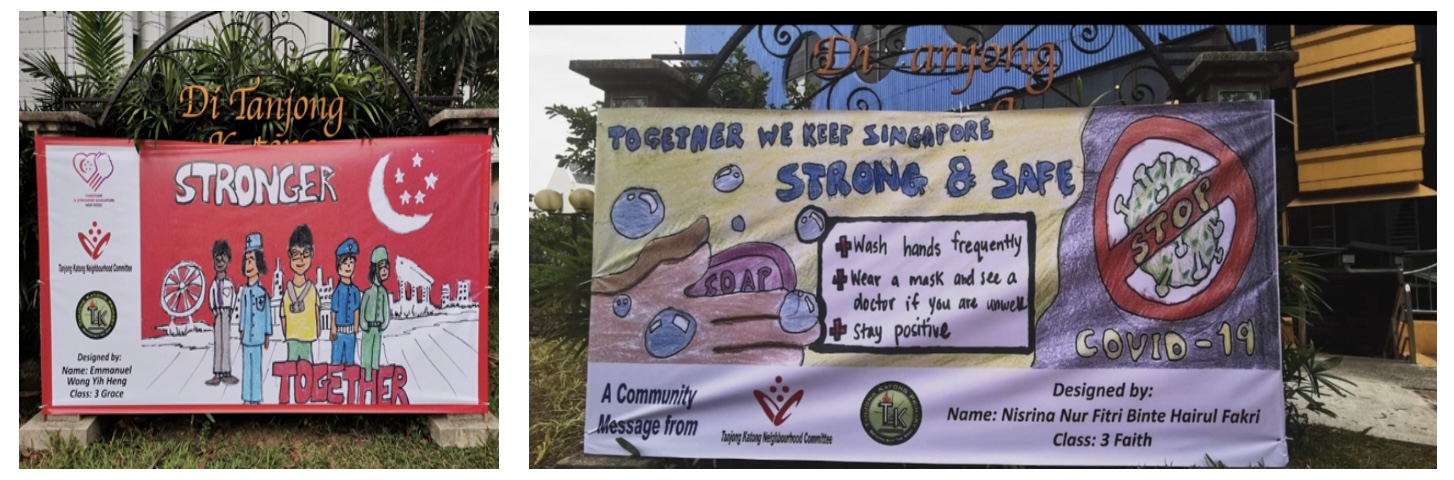 Di Tanjong
STRONGER
TOGETHER
Tanjong Katong Neighbourhood Committee
TK
Designed by:
Name: Emmanuel
Wong Yih Heng
Class: 3 Grace
Di anjong
TOGETHER WE KEEP SINGAPORE
STRONG & SAFE
SOAP
Wash hands frequently
Wear a mask and see a
doctor if you are unwell
Stay positive
STOP
COVID-19
A Community
Message from
Tanjong Katong Neighbourhood Committee
TK
Designed by:
Name: Nisrina Nur Fitri Binte Hairul Fakri
Class: 3 Faith